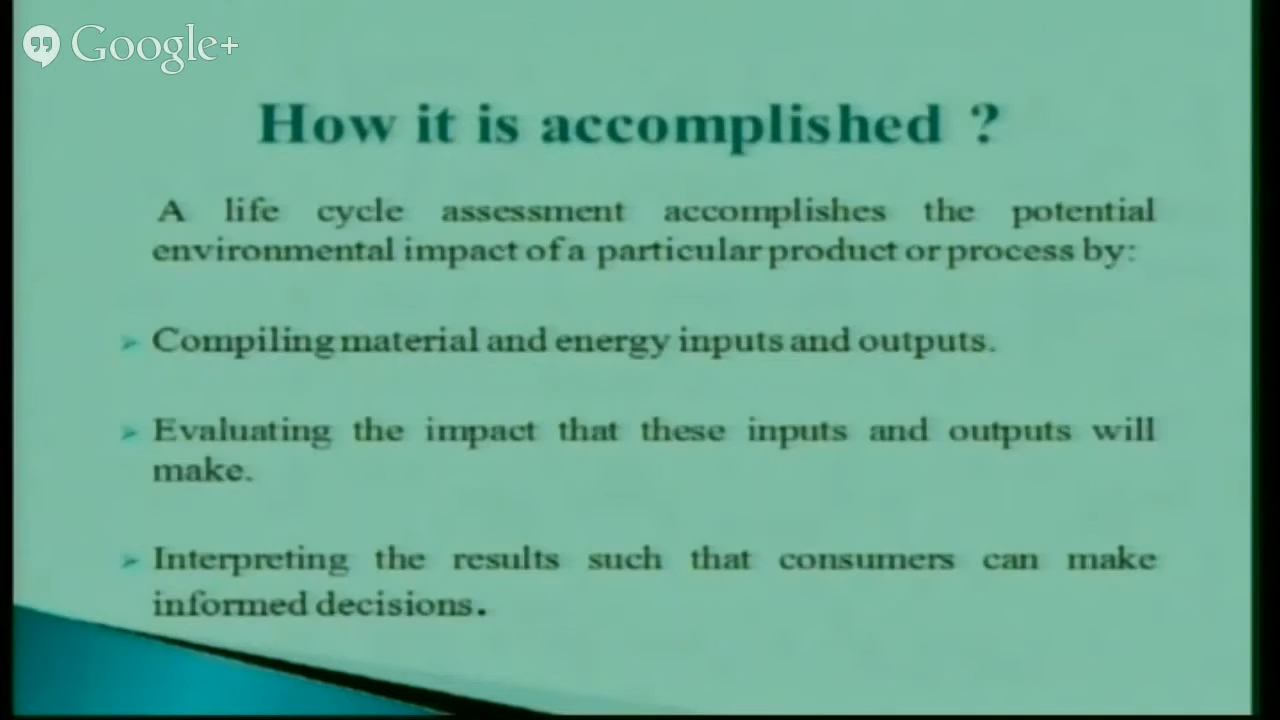 Google+
How it is accomplished ?
A life cycle assessment accomplishes the potential
environmental impact of a particular product or process by:
➢ Compiling material and energy inputs and outputs.
➢ Evaluating the impact that these inputs and outputs will
make.
➢ Interpreting the results such that consumers can make
informed decisions.